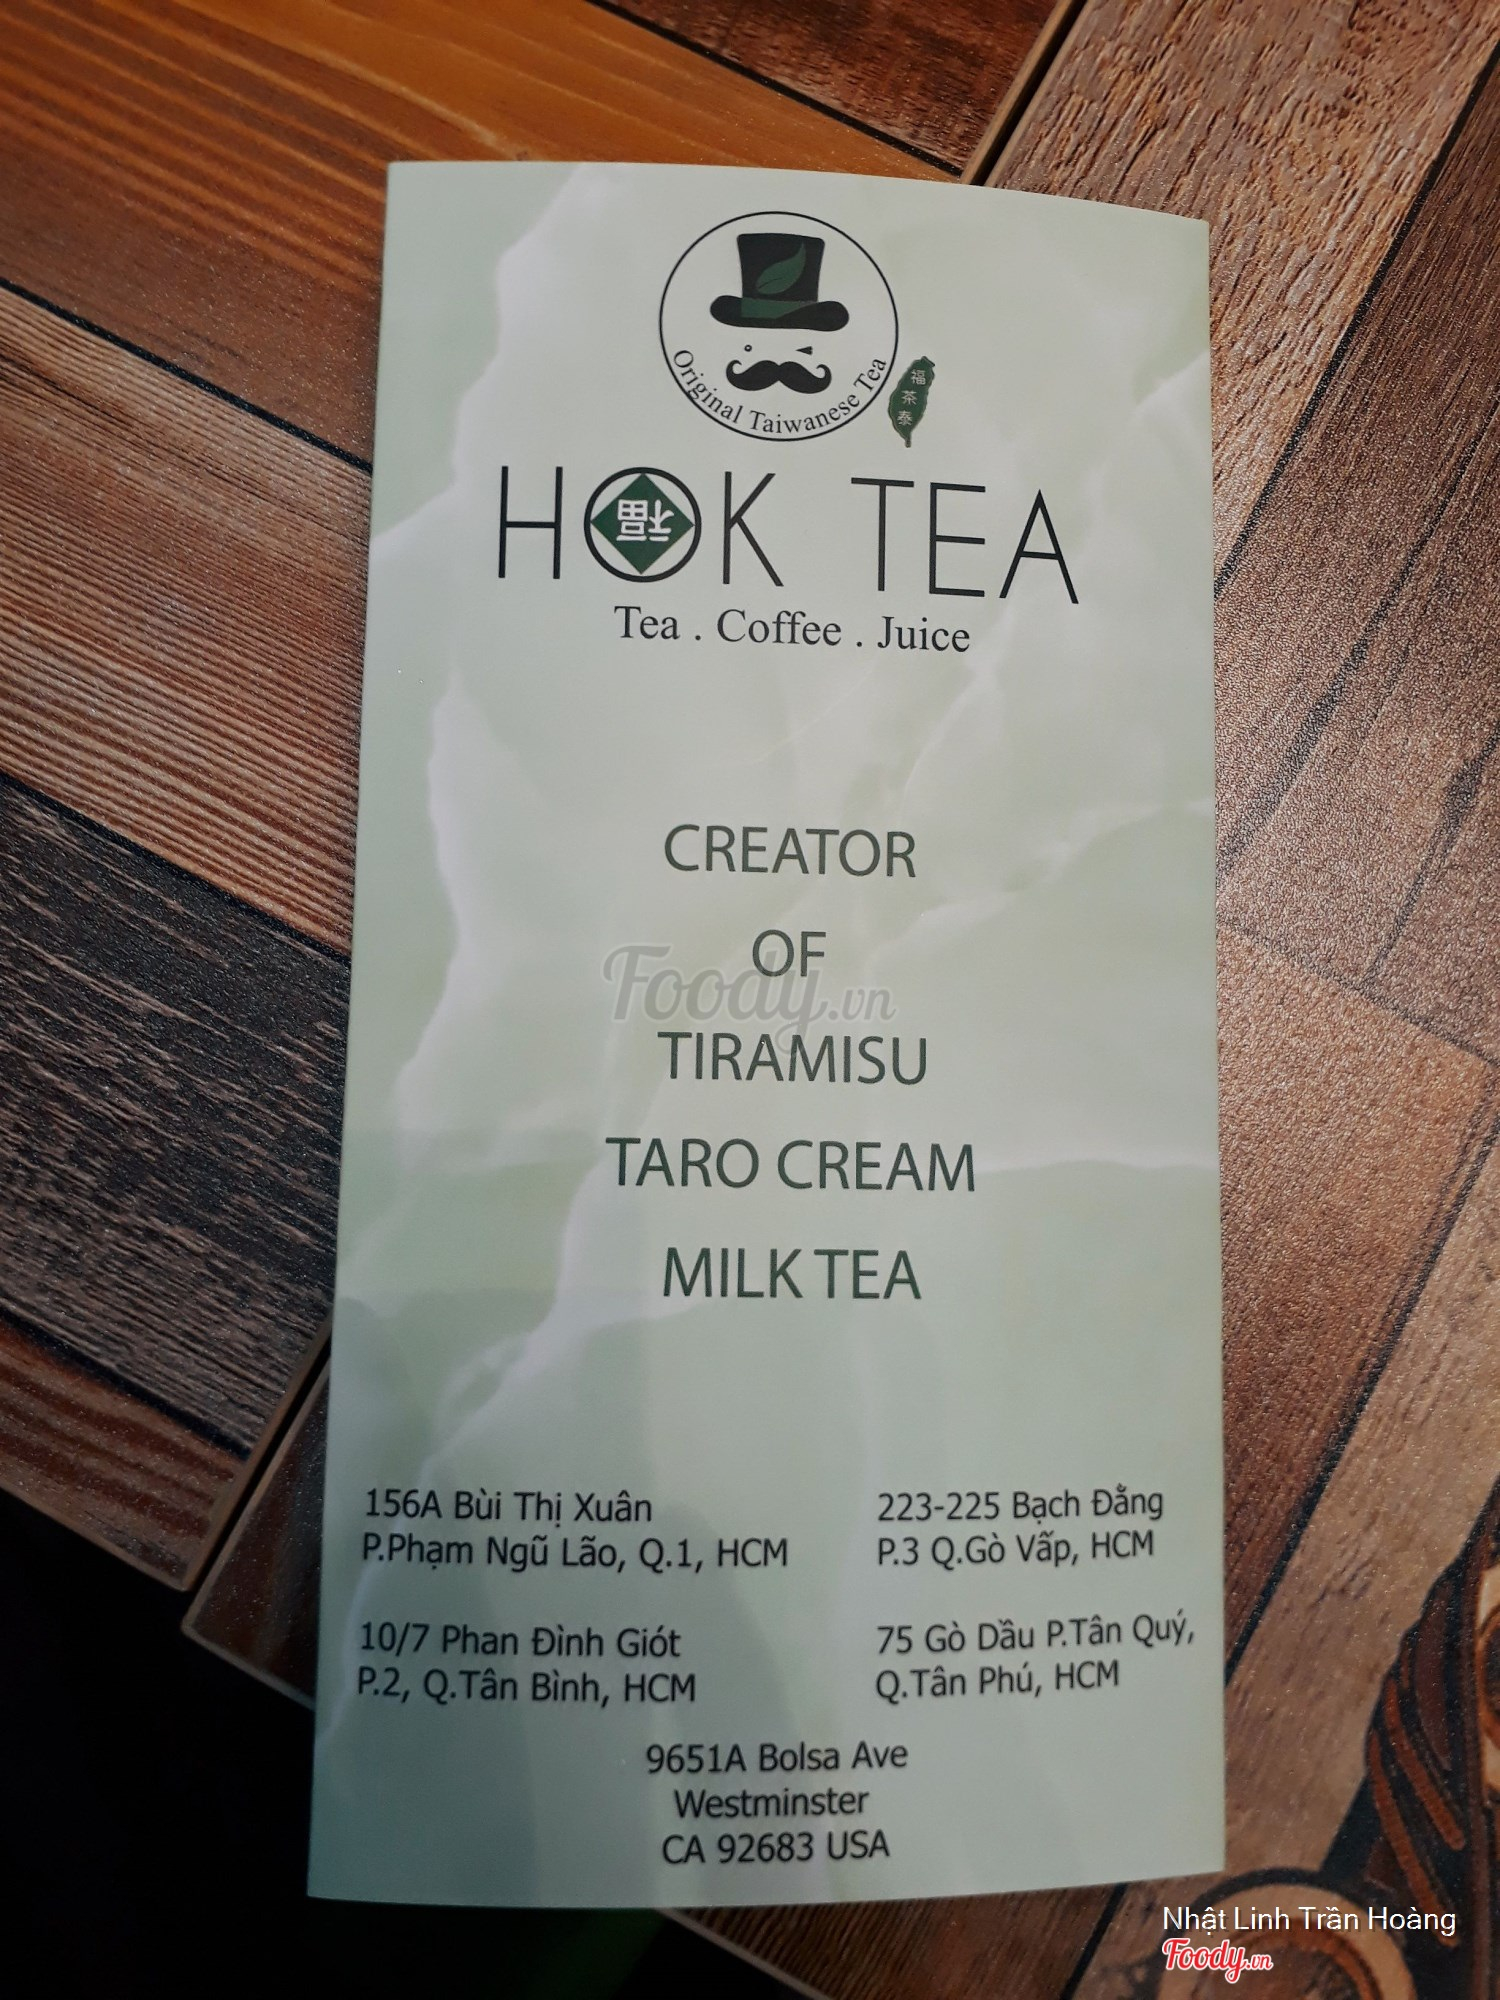 Original Taiwanese Tea
福
茶
泰
HOK TEA
福
Tea . Coffee . Juice
CREATOR
OF
TIRAMISU
TARO CREAM
MILK TEA
Foody.vn
156A Bùi Thị Xuân
P.Phạm Ngũ Lão, Q.1, HCM
223-225 Bạch Đằng
P.3 Q.Gò Vấp, HCM
10/7 Phan Đình Giót
P.2, Q.Tân Bình, HCM
75 Gò Dầu P.Tân Quý,
Q.Tân Phú, HCM
9651A Bolsa Ave
Westminster
CA 92683 USA
Nhật Linh Trần Hoàng
Foody.vn